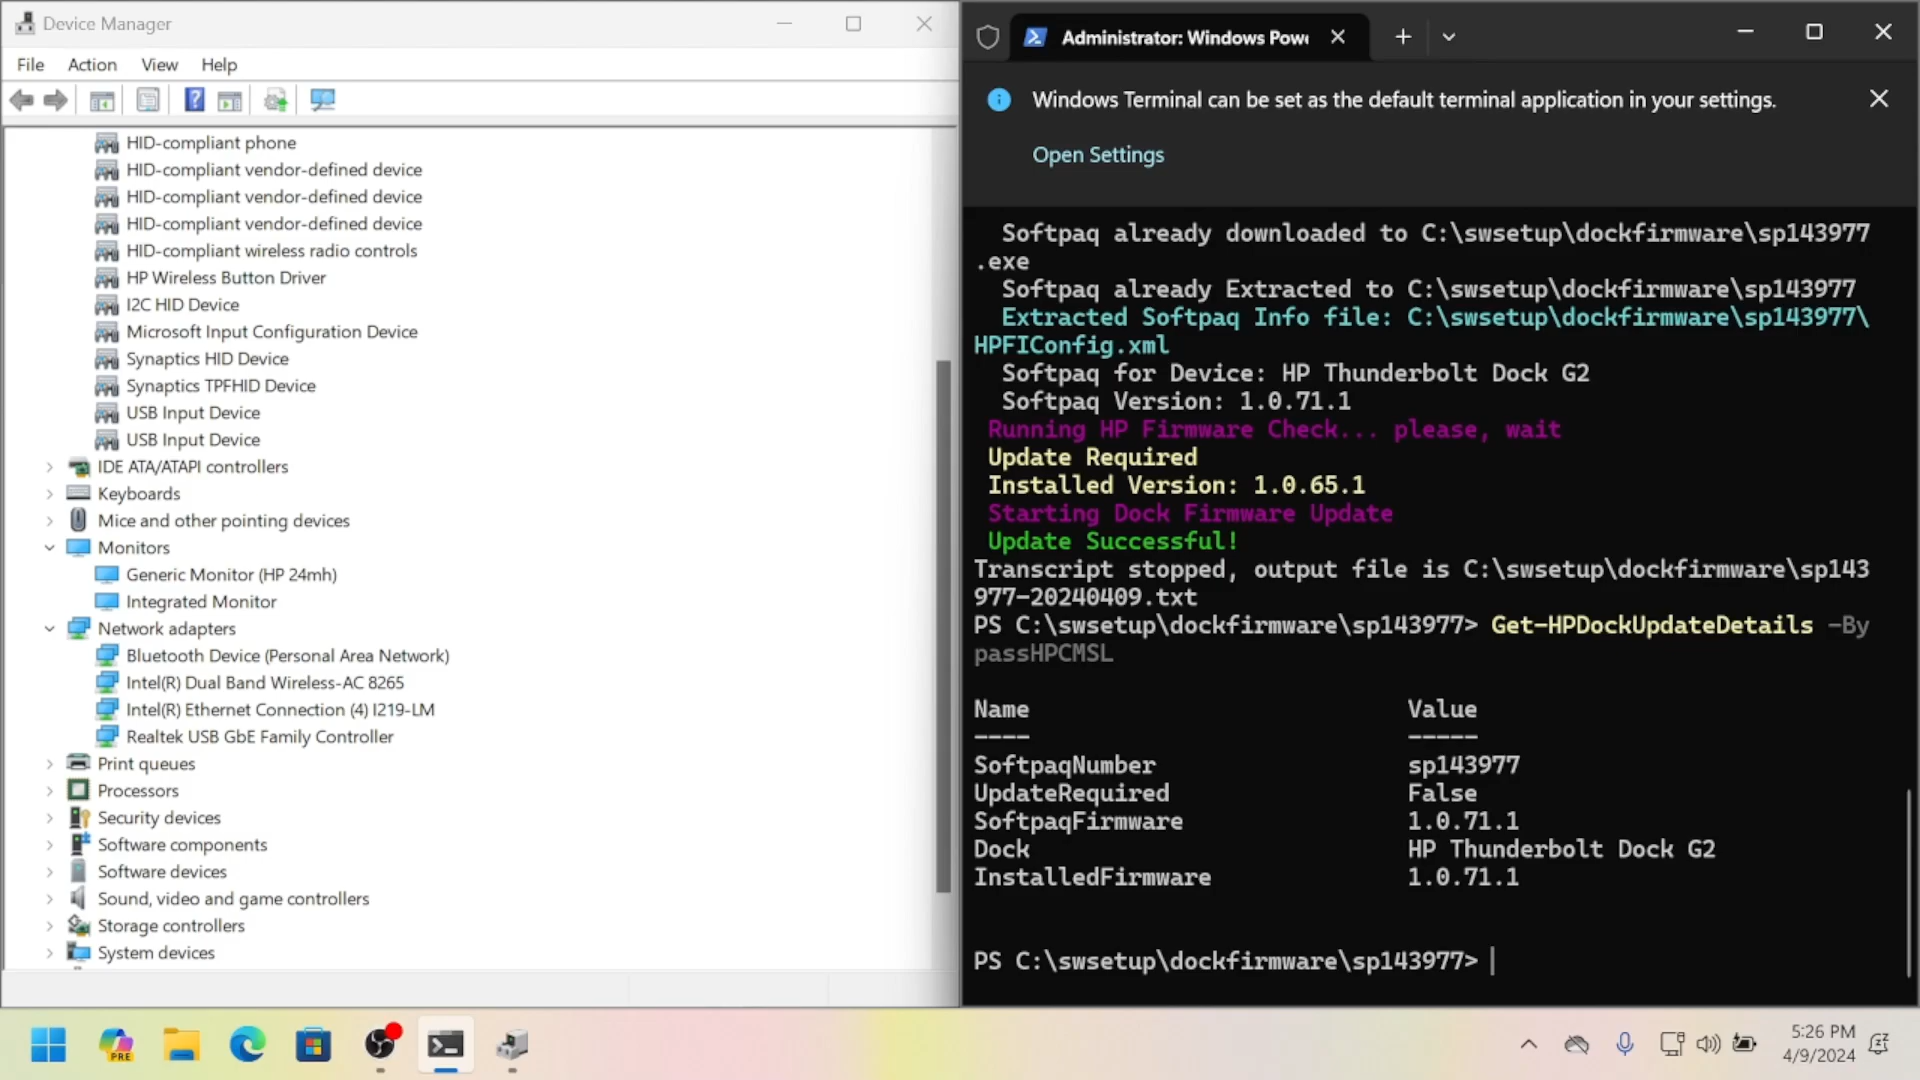 Device Manager
File Action View Help
HID-compliant phone
HID-compliant vendor-defined device
HID-compliant vendor-defined device
HID-compliant vendor-defined device
HID-compliant wireless radio controls
HP Wireless Button Driver
I2C HID Device
Microsoft Input Configuration Device
Synaptics HID Device
Synaptics TPFHID Device
USB Input Device
USB Input Device
IDE ATA/ATAPI controllers
Keyboards
Mice and other pointing devices
Monitors
Generic Monitor (HP 24mh)
Integrated Monitor
Network adapters
Bluetooth Device (Personal Area Network)
Intel(R) Dual Band Wireless-AC 8265
Intel(R) Ethernet Connection (4) I219-LM
Realtek USB GbE Family Controller
Print queues
Processors
Security devices
Software components
Software devices
Sound, video and game controllers
Storage controllers
System devices
Administrator: Windows Powe
Windows Terminal can be set as the default terminal application in your settings.
Open Settings
Softpaq already downloaded to C:\swsetup\dockfirmware\sp143977
.exe
Softpaq already Extracted to C:\swsetup\dockfirmware\sp143977
Extracted Softpaq Info file: C:\swsetup\dockfirmware\sp143977\
HPFIConfig.xml
Softpaq for Device: HP Thunderbolt Dock G2
Softpaq Version: 1.0.71.1
Running HP Firmware Check... please, wait
Update Required
Installed Version: 1.0.65.1
Starting Dock Firmware Update
Update Successful!
Transcript stopped, output file is C:\swsetup\dockfirmware\sp143
977-20240409.txt
PS C:\swsetup\dockfirmware\sp143977> Get-HPDockUpdateDetails -By
passHPCMSL
Name Value
---- -----
SoftpaqNumber sp143977
UpdateRequired False
SoftpaqFirmware 1.0.71.1
Dock HP Thunderbolt Dock G2
InstalledFirmware 1.0.71.1
PS C:\swsetup\dockfirmware\sp143977>
PRE
5:26 PM
4/9/2024